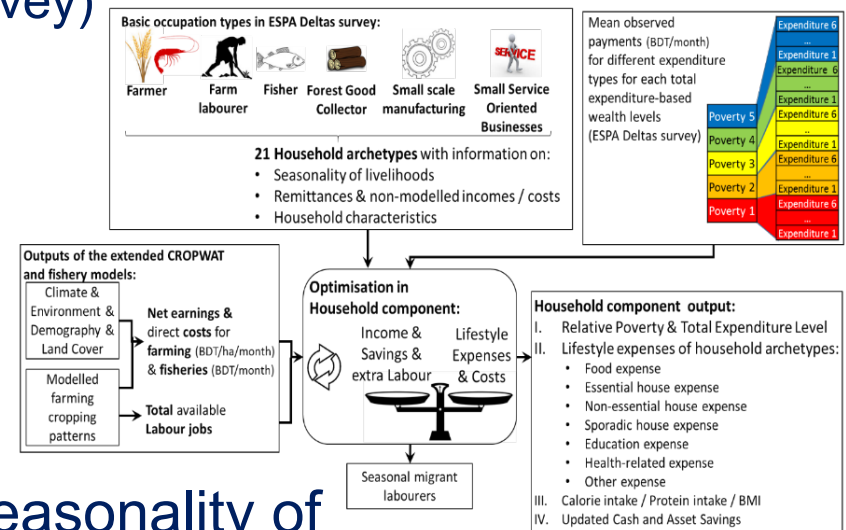 vey)
Basic occupation types in ESPA Deltas survey:
SERVICE
Farmer
Farm
labourer
Fisher
Forest Good
Collector
Small scale
manufacturing
Small Service
Oriented
Businesses
21 Household archetypes with information on:
• Seasonality of livelihoods
• Remittances & non-modelled incomes / costs
• Household characteristics
Mean observed
payments (BDT/month)
for different expenditure
types for each total
expenditure-based
wealth levels
(ESPA Deltas survey)
Poverty 5
Poverty 4
Poverty 3
Poverty 2
Poverty 1
Expenditure 6
...
Expenditure 1
Expenditure 6
...
Expenditure 1
Expenditure 6
..
Expenditure 1
Expenditure 6
...
Expenditure 1
Expenditure 6
...
Expenditure 1
Outputs of the extended CROPWAT
and fishery models:
Climate &
Environment &
Demography &
Land Cover
Modelled
farming
cropping
patterns
Net earnings &
direct costs for
farming (BDT/ha/month)
& fisheries (BDT/month)
Total available
Labour jobs
Optimisation in
Household component:
Income &
Savings &
extra Labour
Lifestyle
Expenses
& Costs
Seasonal migrant
labourers
Household component output:
I. Relative Poverty & Total Expenditure Level
II. Lifestyle expenses of household archetypes:
• Food expense
• Essential house expense
• Non-essential house expense
• Sporadic house expense
• Education expense
• Health-related expense
• Other expense
III. Calorie intake / Protein intake / BMI
IV. Updated Cash and Asset Savings
easonality of